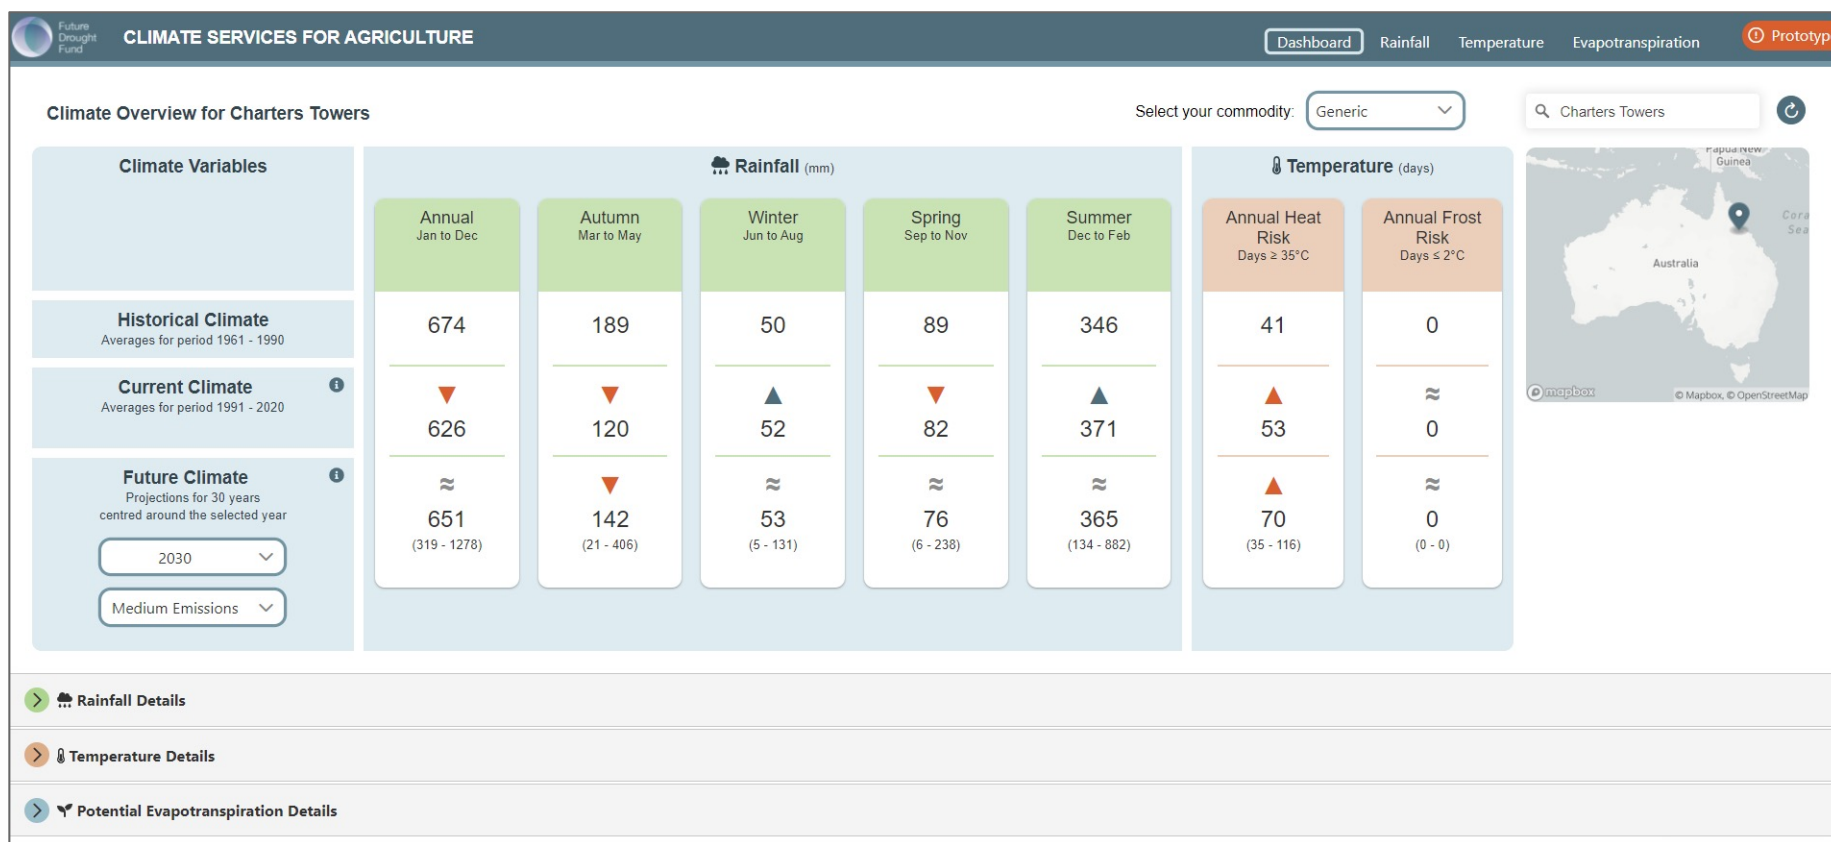 Future
Drought
Fund
CLIMATE SERVICES FOR AGRICULTURE
Dashboard Rainfall Temperature Evapotranspiration
Prototyp
Climate Overview for Charters Towers
Select your commodity: Generic
Charters Towers
Climate Variables
Rainfall (mm)
Temperature (days)
Annual
Jan to Dec
Autumn
Mar to May
Winter
Jun to Aug
Spring
Sep to Nov
Summer
Dec to Feb
Annual Heat
Risk
Days ≥ 35°C
Annual Frost
Risk
Days ≤ 2°C
Historical Climate
Averages for period 1961 - 1990
674 189 50 89 346 41 0
Current Climate
Averages for period 1991 - 2020
▼ ▼ ▲ ▼ ▲ ▲ ≈
626 120 52 82 371 53 0
Future Climate
Projections for 30 years
centred around the selected year
2030
Medium Emissions
≈ ▼ ≈ ≈ ≈ ▲ ≈
651 142 53 76 365 70 0
(319 - 1278) (21 - 406) (5 - 131) (6 - 238) (134 - 882) (35 - 116) (0 - 0)
Papua New
Guinea
Coral
Sea
Australia
mapbox
© Mapbox, © OpenStreetMap
Rainfall Details
Temperature Details
Potential Evapotranspiration Details